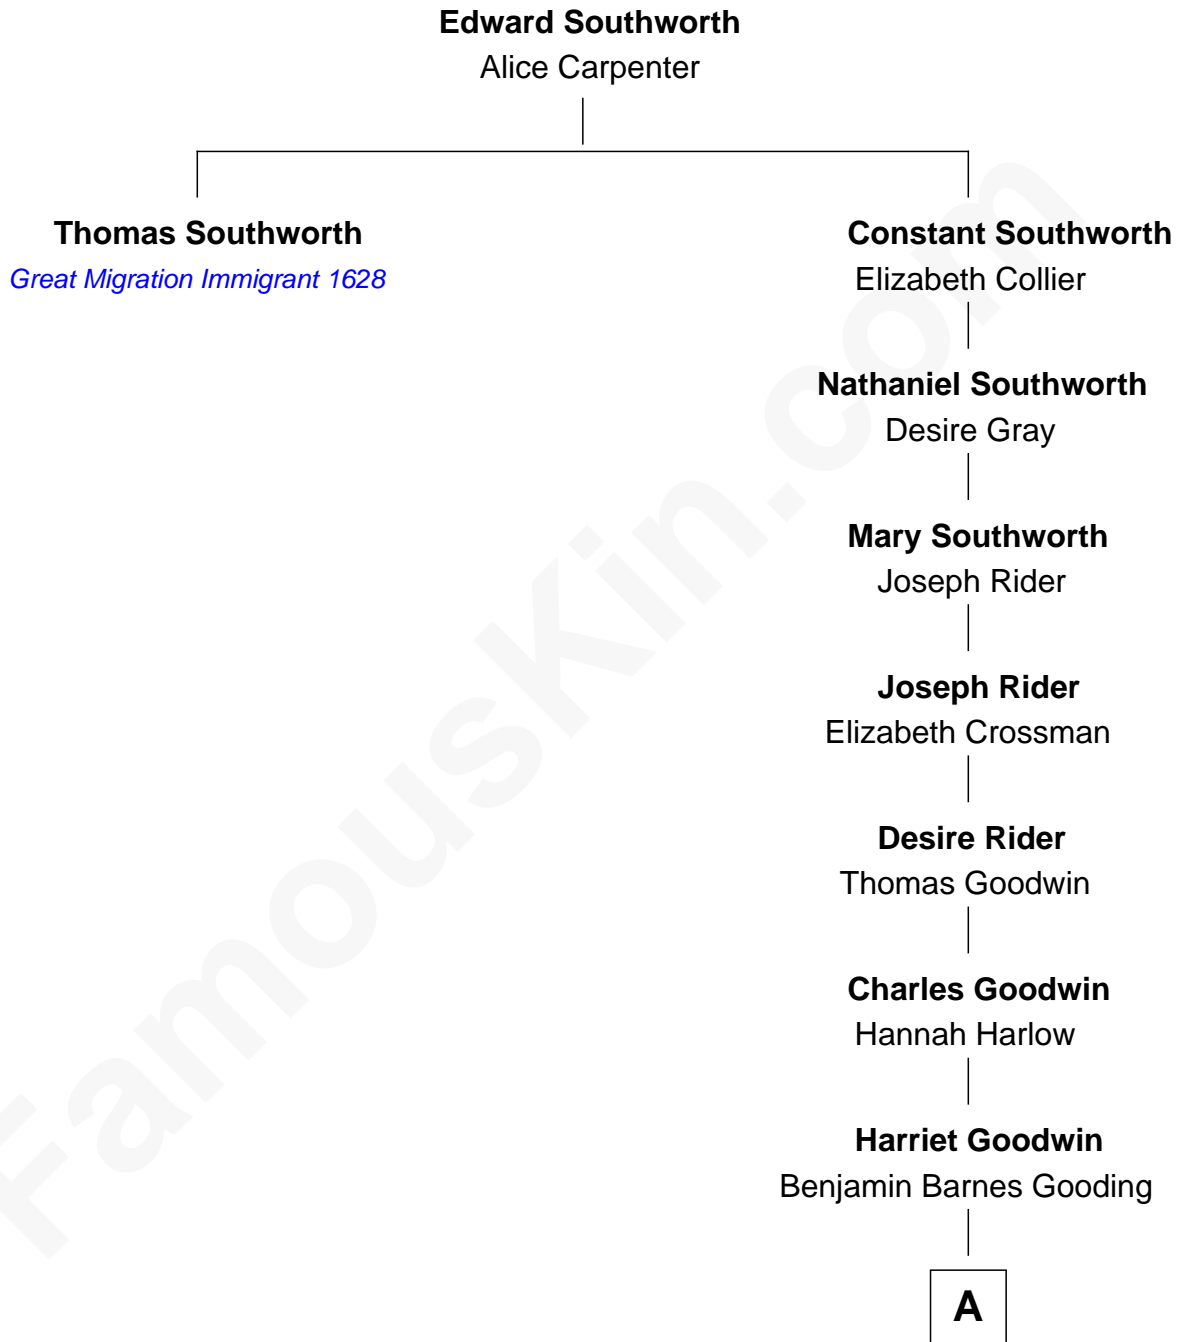 Edward Southworth
Alice Carpenter
Thomas Southworth
Great Migration Immigrant 1628
Constant Southworth
Elizabeth Collier
Nathaniel Southworth
Desire Gray
Mary Southworth
Joseph Rider
Joseph Rider
Elizabeth Crossman
Desire Rider
Thomas Goodwin
Charles Goodwin
Hannah Harlow
Harriet Goodwin
Benjamin Barnes Gooding
A
FamousKin.com